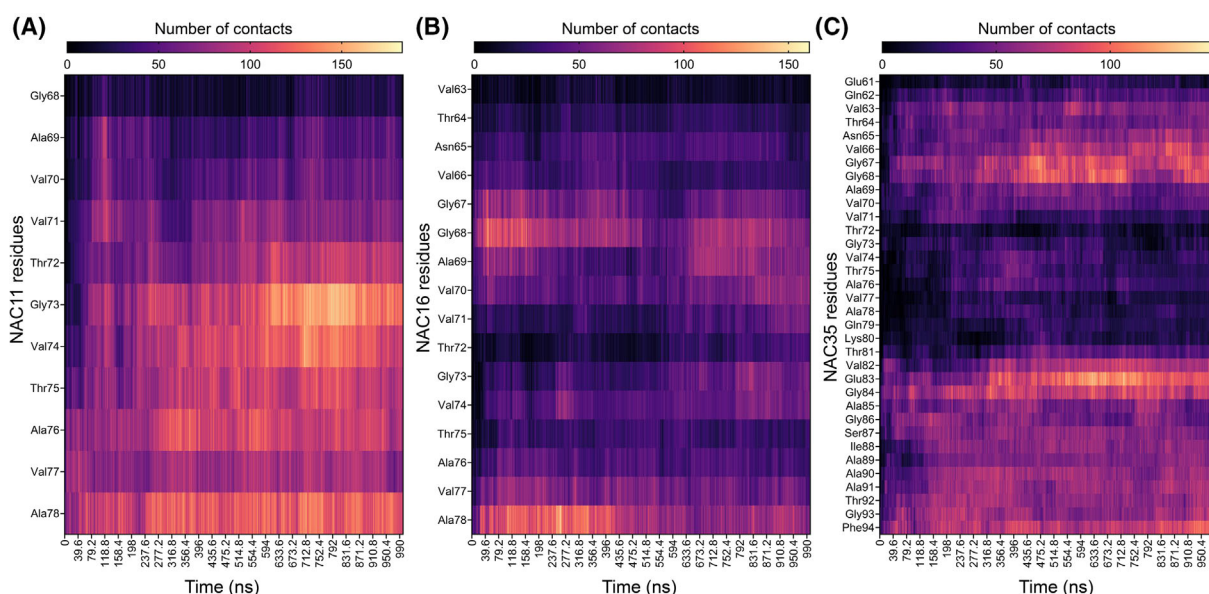 (A)
Number of contacts
0 50 100 150
NAC11 residues
Gly68
Ala69
Val70
Val71
Thr72
Gly73
Val74
Thr75
Ala76
Val77
Ala78
0 39.6 79.2 118.8 158.4 198 237.6 277.2 316.8 356.4 396 435.6 475.2 514.8 554.4 594 633.6 673.2 712.8 752.4 792 831.6 871.2 910.8 950.4 990
Time (ns)
(B)
Number of contacts
0 50 100 150
NAC16 residues
Val63
Thr64
Asn65
Val66
Gly67
Gly68
Ala69
Val70
Val71
Thr72
Gly73
Val74
Thr75
Ala76
Val77
Ala78
0 39.6 79.2 118.8 158.4 198 237.6 277.2 316.8 356.4 396 435.6 475.2 514.8 554.4 594 633.6 673.2 712.8 752.4 792 831.6 871.2 910.8 950.4 990
Time (ns)
(C)
Number of contacts
0 50 100
NAC35 residues
Glu61
Gln62
Val63
Thr64
Asn65
Val66
Gly67
Gly68
Ala69
Val70
Val71
Thr72
Gly73
Val74
Thr75
Ala76
Val77
Ala78
Gln79
Lys80
Thr81
Val82
Glu83
Gly84
Ala85
Gly86
Ser87
Ile88
Ala89
Ala90
Ala91
Thr92
Gly93
Phe94
0 39.6 79.2 118.8 158.4 198 237.6 277.2 316.8 356.4 396 435.6 475.2 514.8 554.4 594 633.6 673.2 712.8 752.4 792 831.6 871.2 910.8 950.4
Time (ns)